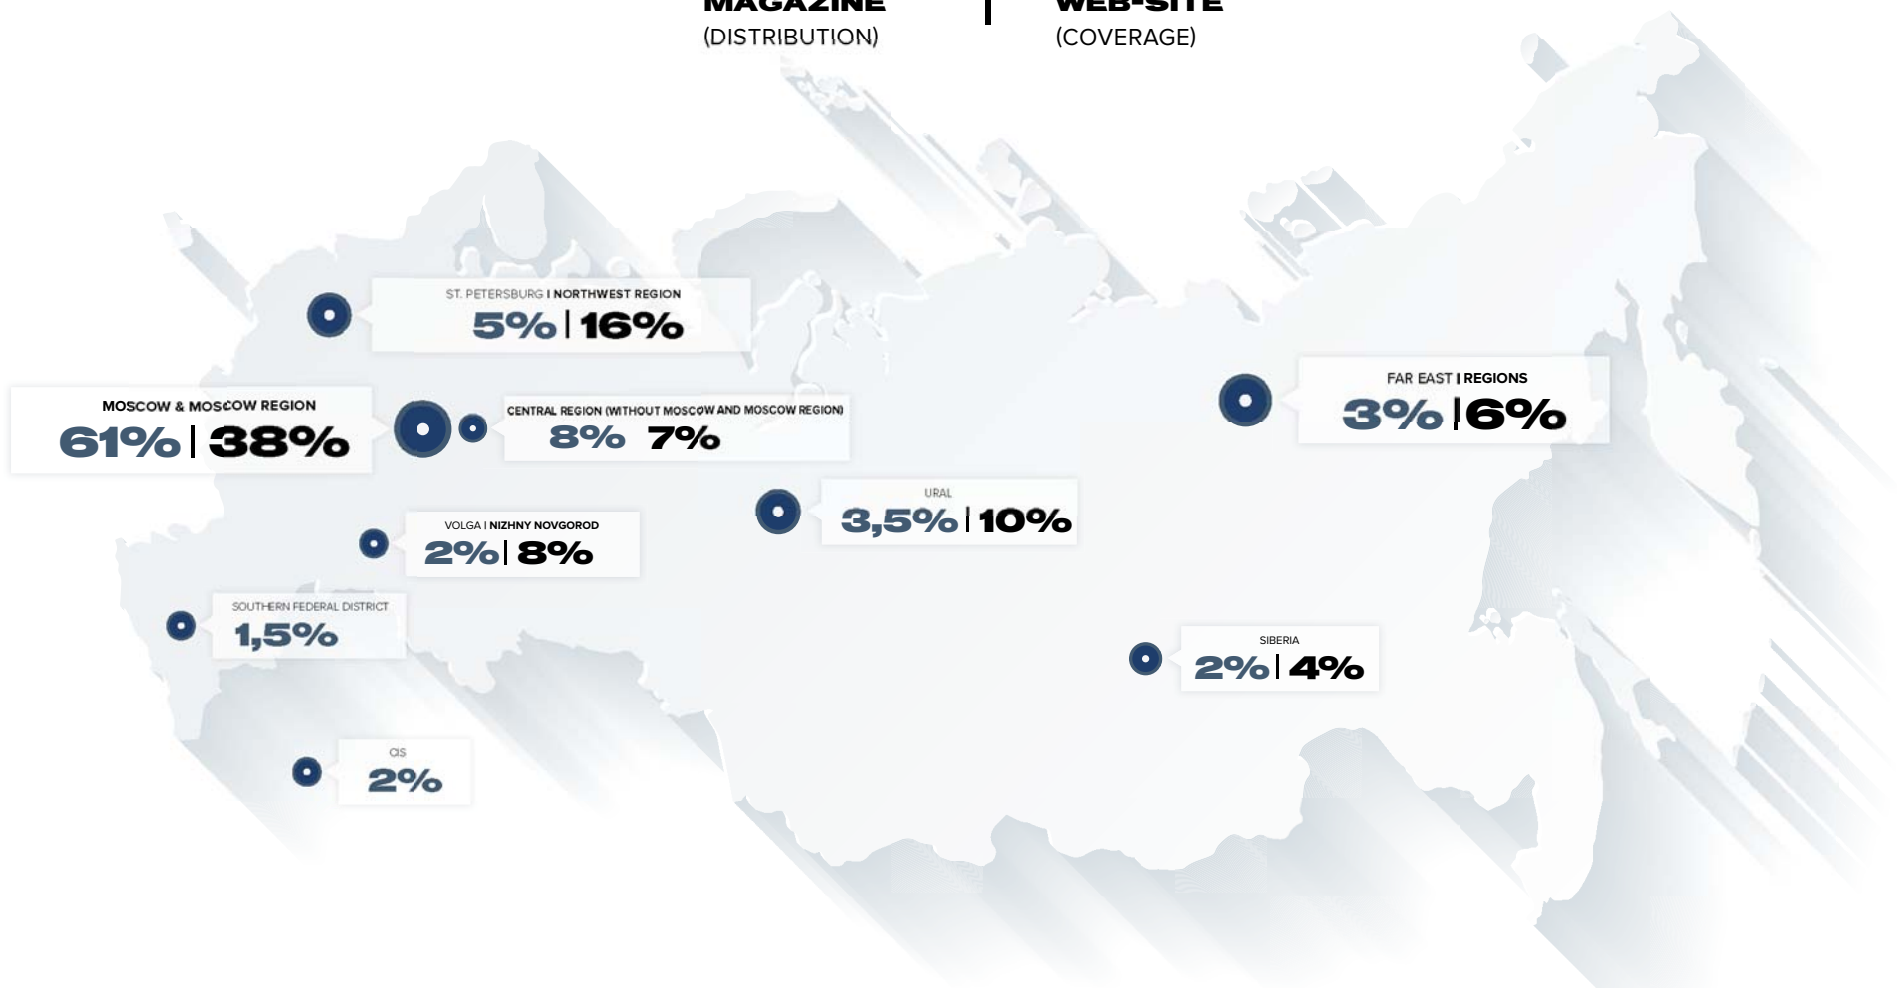 MAGAZINE | WEB-SITE
(DISTRIBUTION) (COVERAGE)
ST. PETERSBURG | NORTHWEST REGION
5% | 16%
MOSCOW & MOSCOW REGION
61% | 38%
CENTRAL REGION (WITHOUT MOSCOW AND MOSCOW REGION)
8% 7%
FAR EAST | REGIONS
3% | 6%
URAL
3,5% | 10%
VOLGA | NIZHNY NOVGOROD
2% | 8%
SOUTHERN FEDERAL DISTRICT
1,5%
SIBERIA
2% | 4%
CIS
2%